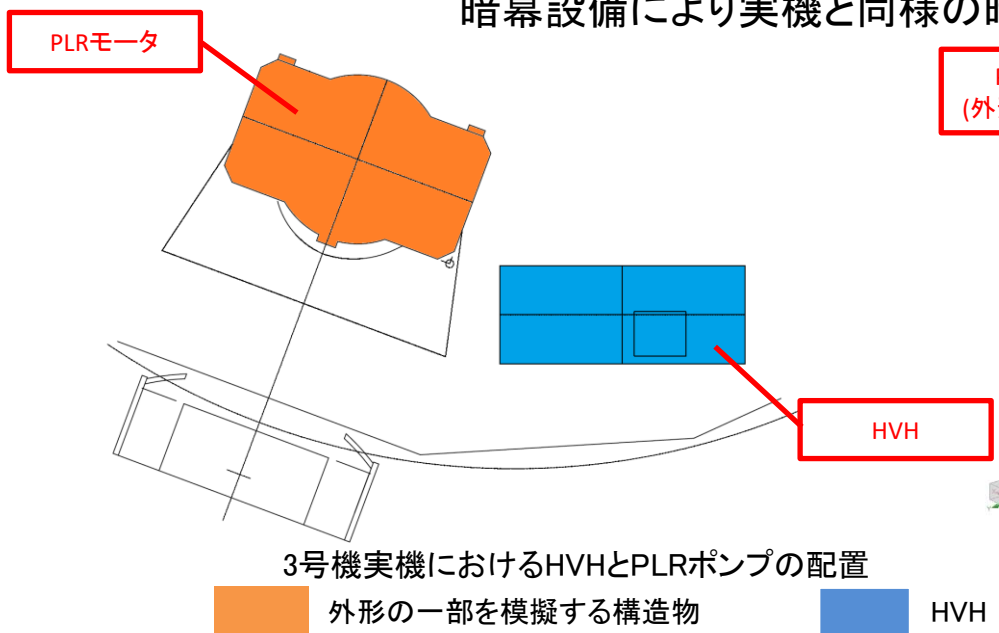 暗幕設備により実機と同様の
PLRモータ
(外
HVH
3号機実機におけるHVHとPLRポンプの配置
外形の一部を模擬する構造物
HVH